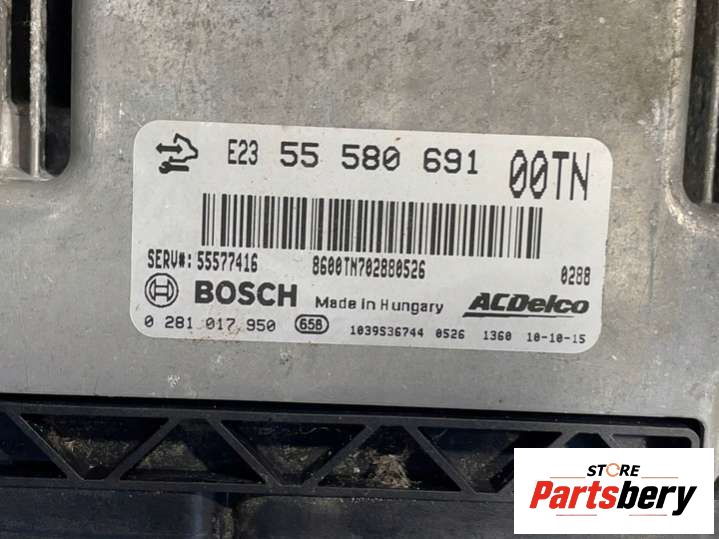 E23 55 580 691 00TN
SERV#: 55577416 8600TN702880526 0288
BOSCH Made in Hungary ACDelco
0 281 017 950 658 1039S36744 0526 1360 10-10-15
STORE
Partsbery